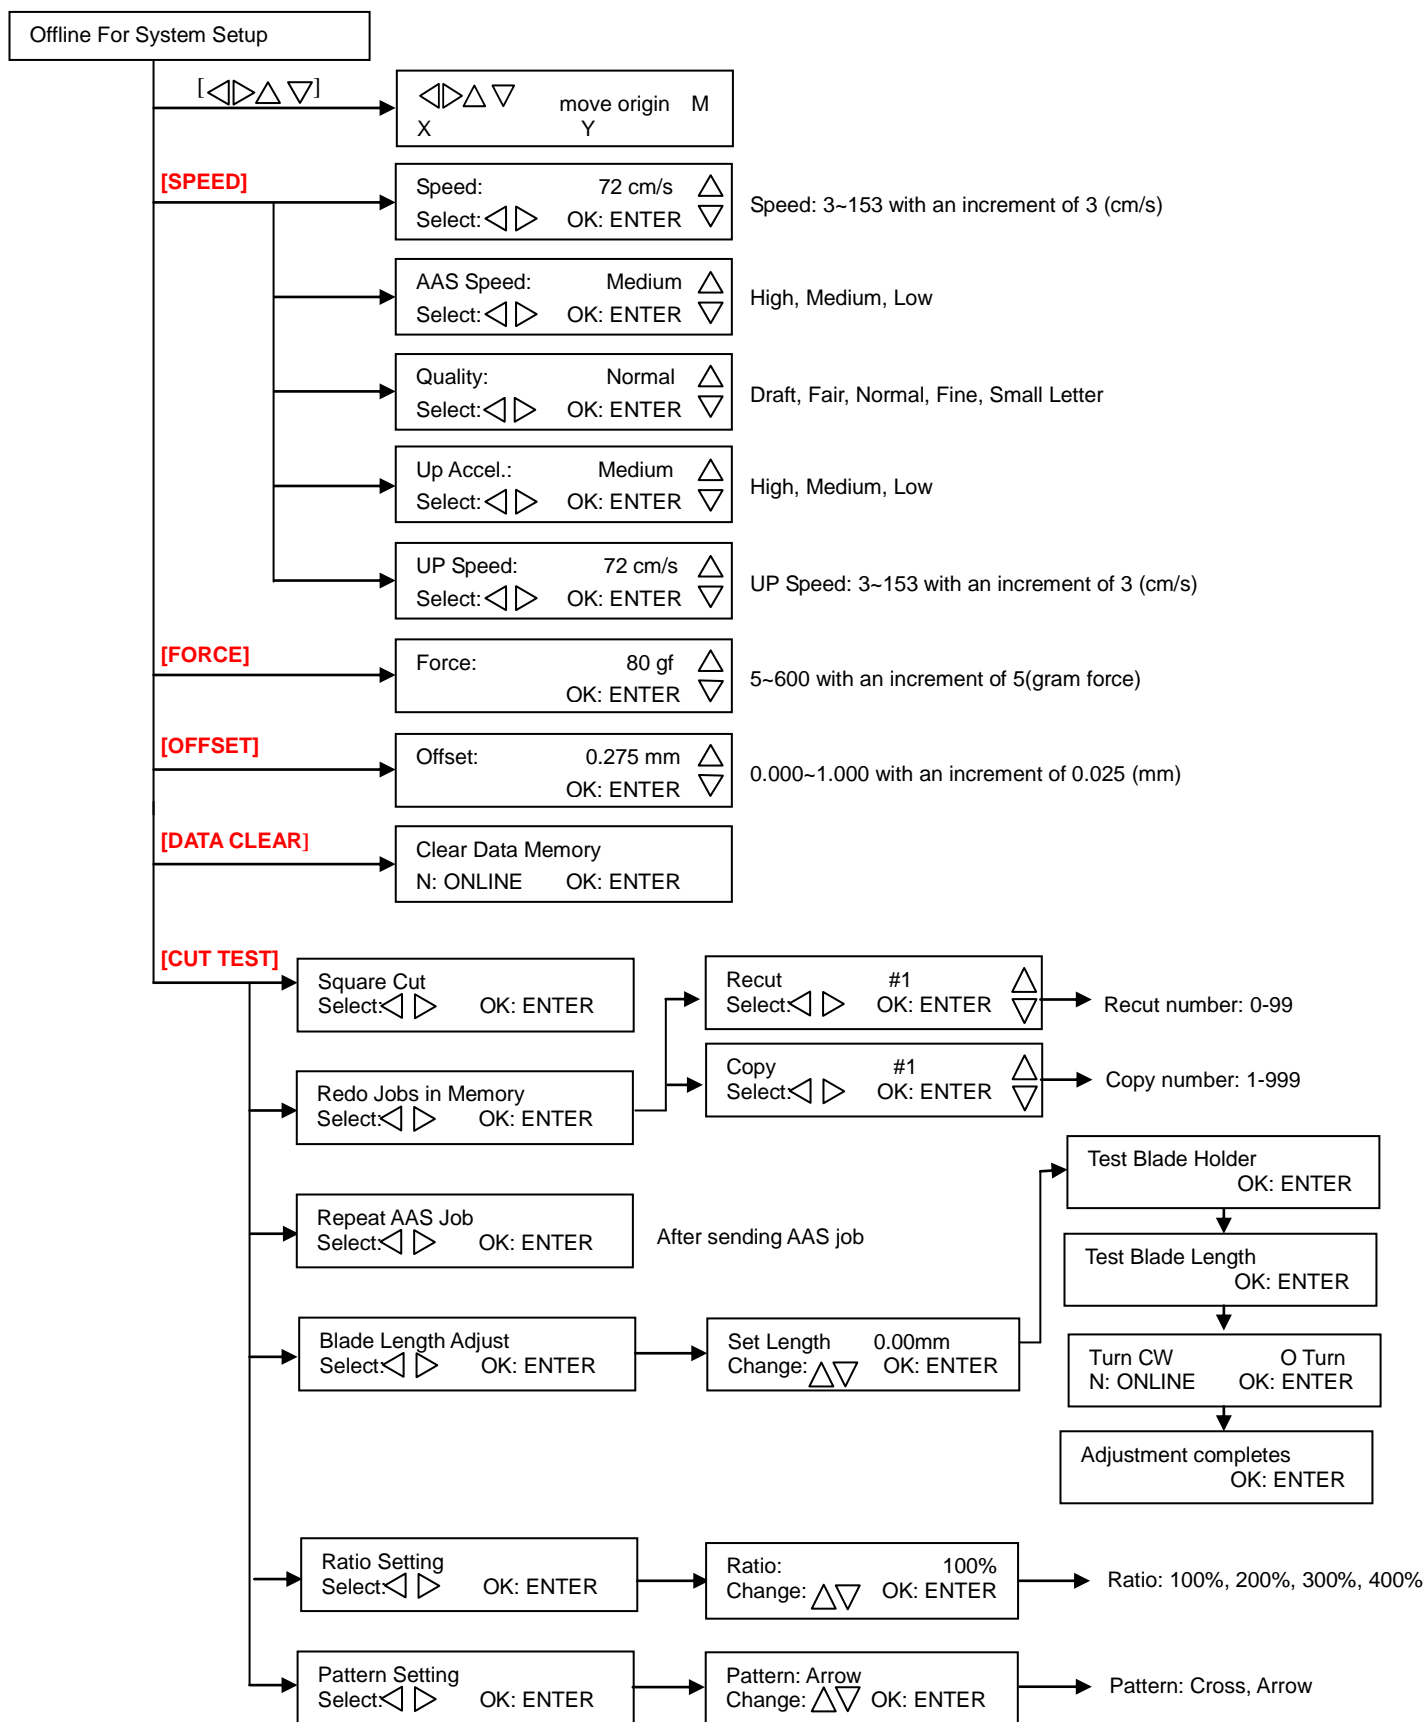 Offline For System Setup
[◁▷△ ▽]
◁▷△ ▽ move origin M
X Y
[SPEED]
Speed: 72 cm/s △
Select: ◁ ▷ OK: ENTER ▽
Speed: 3~153 with an increment of 3 (cm/s)
AAS Speed: Medium △
Select: ◁ ▷ OK: ENTER ▽
High, Medium, Low
Quality: Normal △
Select: ◁ ▷ OK: ENTER ▽
Draft, Fair, Normal, Fine, Small Letter
Up Accel.: Medium △
Select: ◁ ▷ OK: ENTER ▽
High, Medium, Low
UP Speed: 72 cm/s △
Select: ◁ ▷ OK: ENTER ▽
UP Speed: 3~153 with an increment of 3 (cm/s)
[FORCE]
Force: 80 gf △
OK: ENTER ▽
5~600 with an increment of 5(gram force)
[OFFSET]
Offset: 0.275 mm △
OK: ENTER ▽
0.000~1.000 with an increment of 0.025 (mm)
[DATA CLEAR]
Clear Data Memory
N: ONLINE OK: ENTER
[CUT TEST]
Square Cut
Select: ◁ ▷ OK: ENTER
Recut #1 △
Select: ◁ ▷ OK: ENTER ▽
Recut number: 0-99
Redo Jobs in Memory
Select: ◁ ▷ OK: ENTER
Copy #1 △
Select: ◁ ▷ OK: ENTER ▽
Copy number: 1-999
Repeat AAS Job
Select: ◁ ▷ OK: ENTER
After sending AAS job
Blade Length Adjust
Select: ◁ ▷ OK: ENTER
Set Length 0.00mm
Change: △▽ OK: ENTER
Test Blade Holder
OK: ENTER
Test Blade Length
OK: ENTER
Turn CW O Turn
N: ONLINE OK: ENTER
Adjustment completes
OK: ENTER
Ratio Setting
Select: ◁ ▷ OK: ENTER
Ratio: 100%
Change: △▽ OK: ENTER
Ratio: 100%, 200%, 300%, 400%
Pattern Setting
Select: ◁ ▷ OK: ENTER
Pattern: Arrow
Change: △▽ OK: ENTER
Pattern: Cross, Arrow